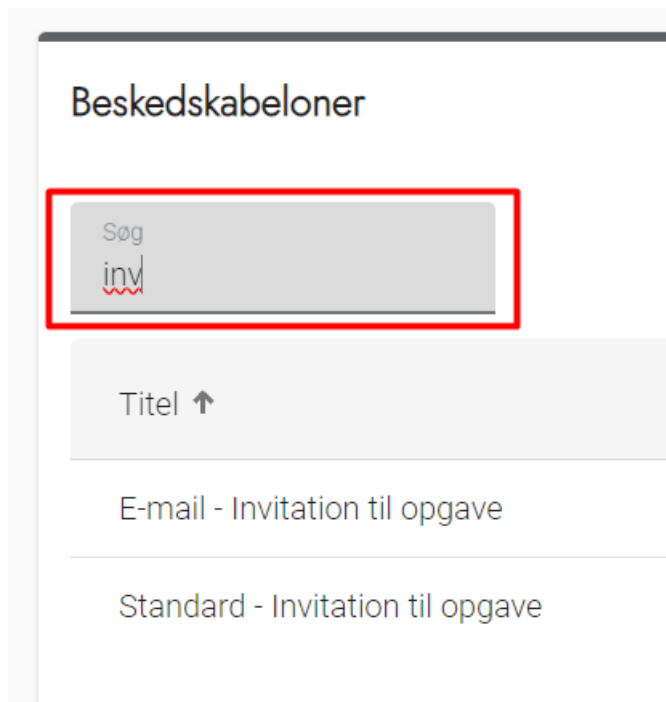 Beskedskabeloner
Søg
inv
Titel ↑
E-mail - Invitation til opgave
Standard - Invitation til opgave